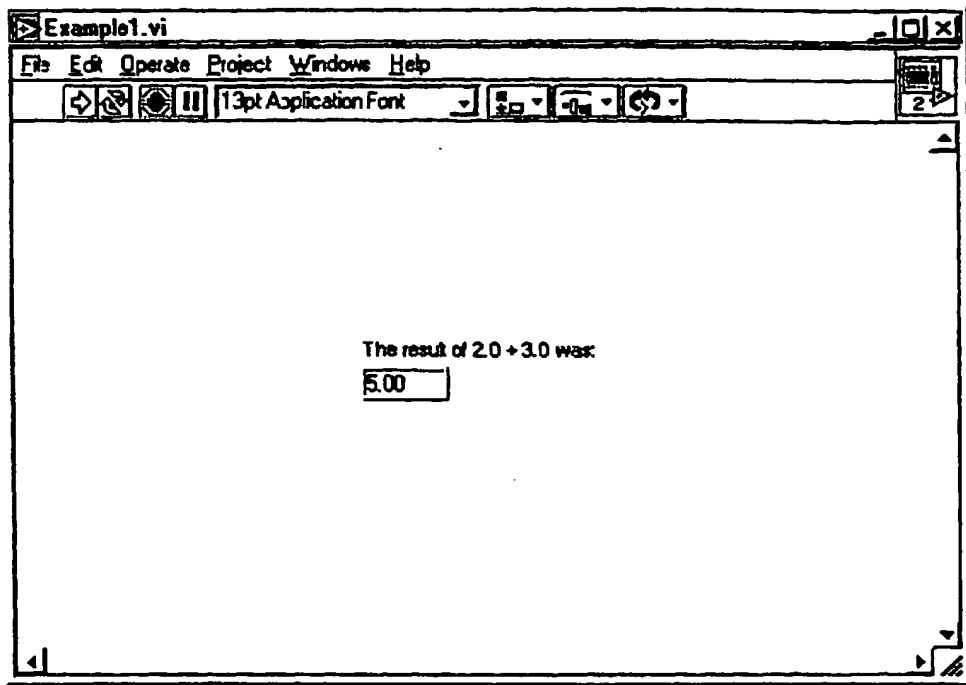 Example1.vi
File Edit Operate Project Windows Help
13pt Application Font
2
The result of 2.0 + 3.0 was:
5.00